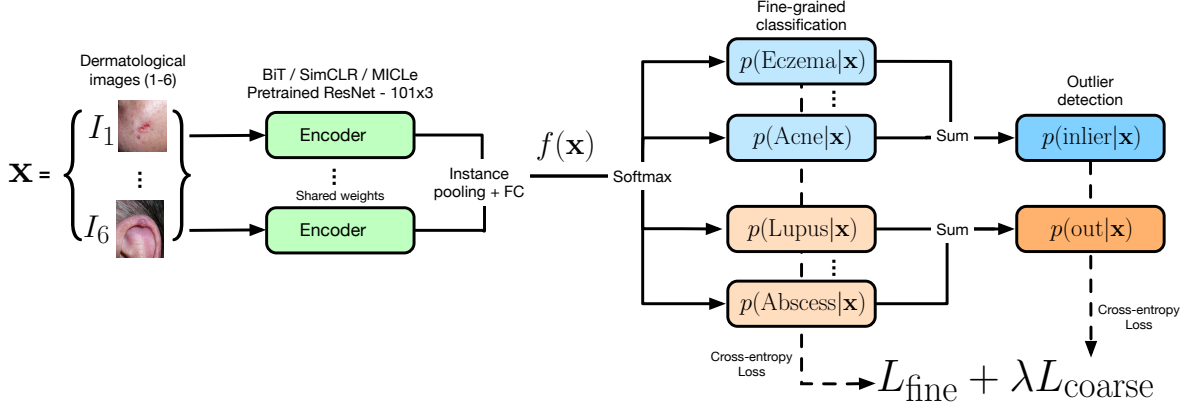 Dermatological
images (1-6)
x =
I₁
⋮
I₆
BiT / SimCLR / MICLe
Pretrained ResNet - 101x3
Encoder
⋮
Shared weights
Encoder
Instance
pooling + FC
f(x)
Softmax
Fine-grained
classification
p(Eczema|x)
⋮
p(Acne|x)
p(Lupus|x)
⋮
p(Abscess|x)
Sum
Sum
Outlier
detection
p(inlier|x)
p(out|x)
Cross-entropy
Loss
Cross-entropy
Loss
L_fine + λL_coarse